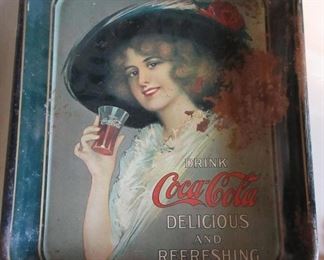 DRINK
Coca-Cola
DELICIOUS
AND
REFRESHING